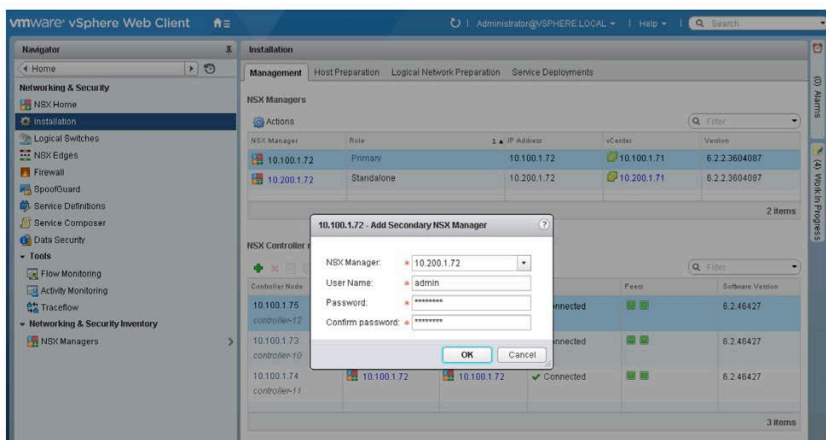 vmware® vSphere Web Client
Administrator@VSPHERE.LOCAL
Help
Search
Navigator
Home
Networking & Security
NSX Home
Installation
Logical Switches
NSX Edges
Firewall
SpoofGuard
Service Definitions
Service Composer
Data Security
Tools
Flow Monitoring
Activity Monitoring
Traceflow
Networking & Security Inventory
NSX Managers
Installation
Management Host Preparation Logical Network Preparation Service Deployments
NSX Managers
Actions
Filter
NSX Manager Role 1 IP Address vCenter Version
10.100.1.72 Primary 10.100.1.72 10.100.1.71 6.2.2.3604087
10.200.1.72 Standalone 10.200.1.72 10.200.1.71 6.2.2.3604087
2 items
10.100.1.72 - Add Secondary NSX Manager
?
NSX Manager: * 10.200.1.72
User Name: * admin
Password: * ********
Confirm password: * ********
OK Cancel
NSX Controller
Filter
Controller Node Peers Software Version
10.100.1.75 6.2.46427
controller-12
10.100.1.73 6.2.46427
controller-10
10.100.1.74 10.100.1.72 10.100.1.72 Connected 6.2.46427
controller-11
3 items
(0) Alarms
(4) Work In Progress